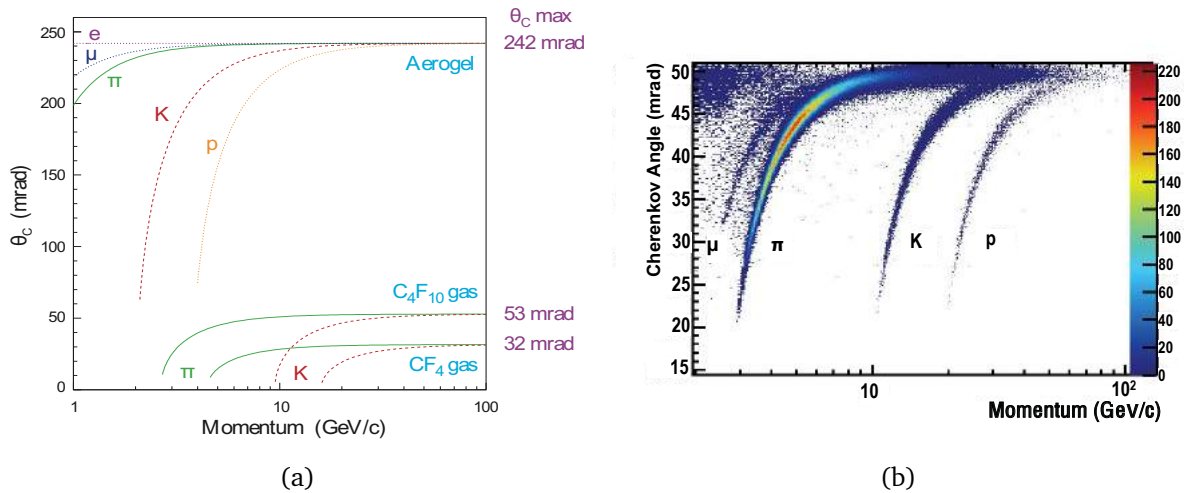 θC max
242 mrad
250
e
μ
π
Aerogel
200
K
p
150
θC (mrad)
100
C4F10 gas
53 mrad
50
32 mrad
π
K
CF4 gas
0
1
10
100
Momentum (GeV/c)
(a)
Cherenkov Angle (mrad)
50
45
40
35
30
25
20
15
μ
π
K
p
10
10²
Momentum (GeV/c)
220
200
180
160
140
120
100
80
60
40
20
0
(b)